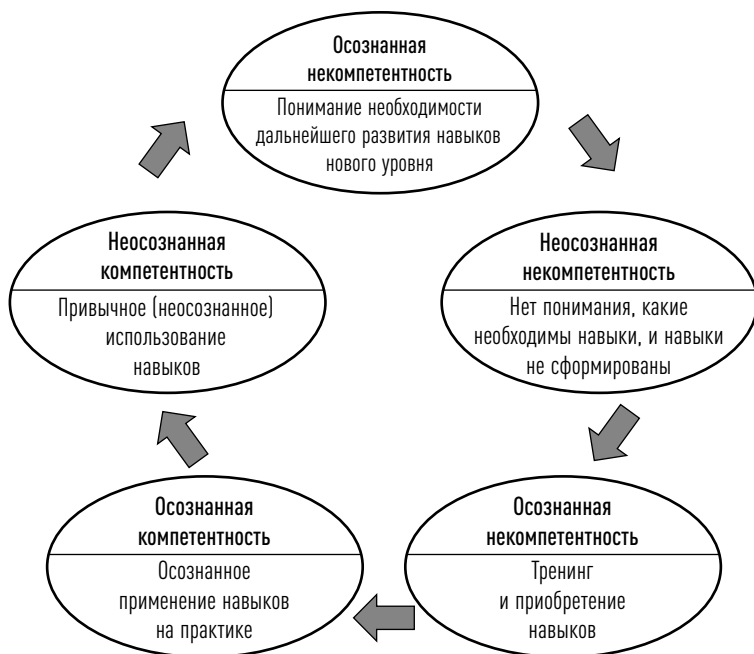 Осознанная
некомпетентность
Понимание необходимости
дальнейшего развития навыков
нового уровня
Неосознанная
компетентность
Привычное (неосознанное)
использование
навыков
Неосознанная
некомпетентность
Нет понимания, какие
необходимы навыки, и навыки
не сформированы
Осознанная
компетентность
Осознанное
применение навыков
на практике
Осознанная
некомпетентность
Тренинг
и приобретение
навыков